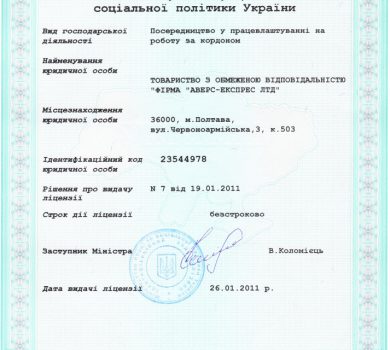 соціальної політики України
Вид господарської Посередництво у працевлаштуванні на
діяльності роботу за кордоном
Найменування
юридичної особи
ТОВАРИСТВО З ОБМЕЖЕНОЮ ВІДПОВІДАЛЬНІСТЮ
"ФІРМА "АВЕРС-ЕКСПРЕС ЛТД"
Місцезнаходження
юридичної особи 36000, м.Полтава,
вул.Червоноармійська,3, к.503
Ідентифікаційний код 23544978
юридичної особи
Рішення про видачу N 7 від 19.01.2011
ліцензії
Строк дії ліцензії безстроково
Заступник Міністра В.Коломієць
Дата видачі ліцензії 26.01.2011 р.